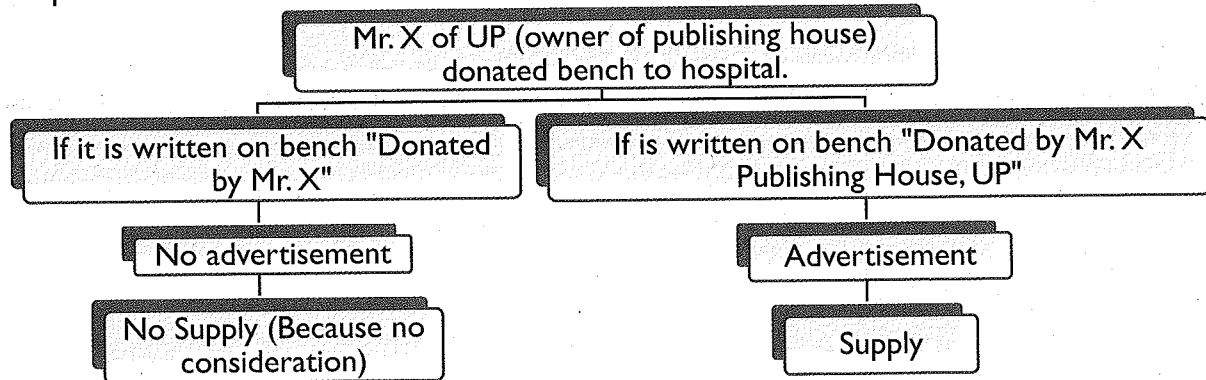 Mr. X of UP (owner of publishing house)
donated bench to hospital.
If it is written on bench "Donated
by Mr. X"
If is written on bench "Donated by Mr. X
Publishing House, UP"
No advertisement
Advertisement
No Supply (Because no
consideration)
Supply